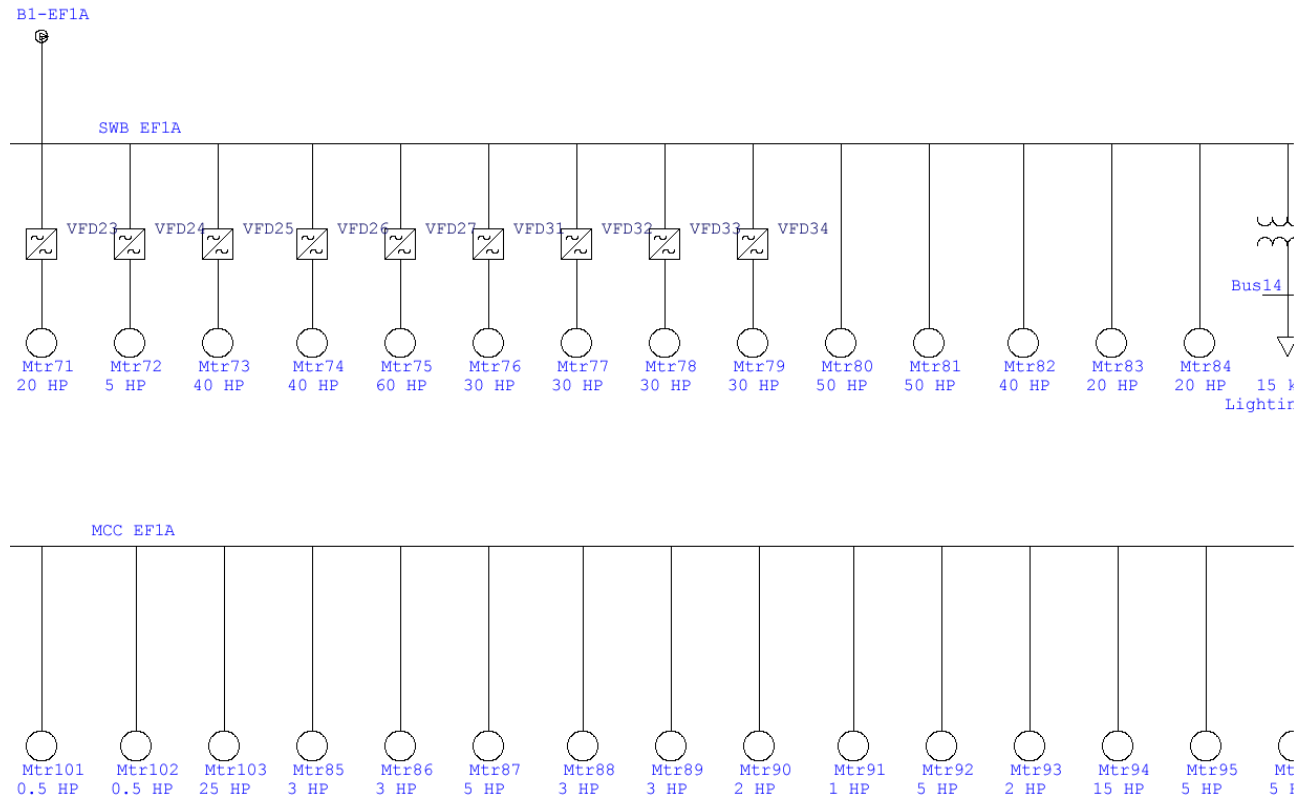 B1-EF1A
SWB EF1A
VFD23 VFD24 VFD25 VFD26 VFD27 VFD31 VFD32 VFD33 VFD34
Bus14
Mtr71 Mtr72 Mtr73 Mtr74 Mtr75 Mtr76 Mtr77 Mtr78 Mtr79 Mtr80 Mtr81 Mtr82 Mtr83 Mtr84
20 HP 5 HP 40 HP 40 HP 60 HP 30 HP 30 HP 30 HP 30 HP 50 HP 50 HP 40 HP 20 HP 20 HP 15 k
Lightin
MCC EF1A
Mtr101 Mtr102 Mtr103 Mtr85 Mtr86 Mtr87 Mtr88 Mtr89 Mtr90 Mtr91 Mtr92 Mtr93 Mtr94 Mtr95 Mt
0.5 HP 0.5 HP 25 HP 3 HP 3 HP 5 HP 3 HP 3 HP 2 HP 1 HP 5 HP 2 HP 15 HP 5 HP 5 H